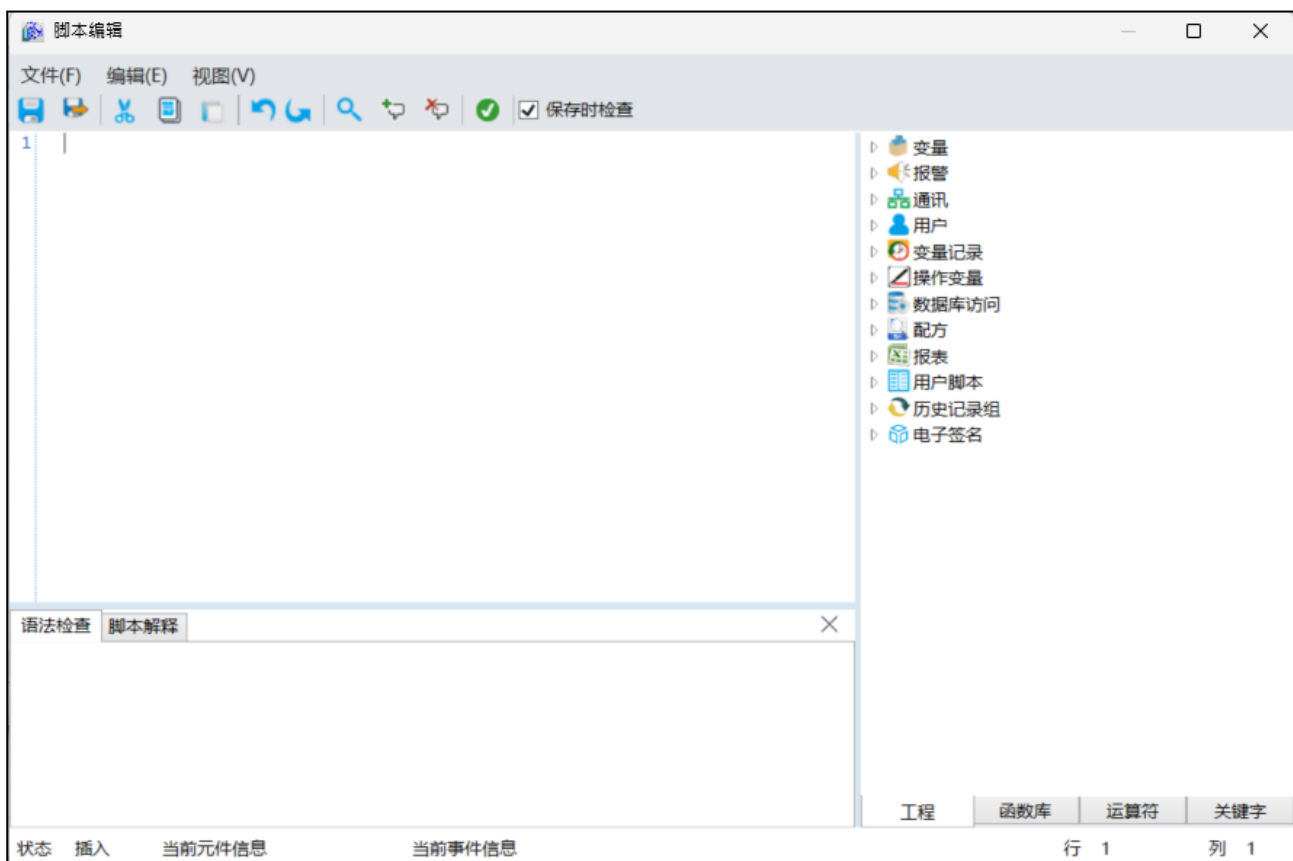 脚本编辑
文件(F) 编辑(E) 视图(V)
保存时检查
1
变量
报警
通讯
用户
变量记录
操作变量
数据库访问
配方
报表
用户脚本
历史记录组
电子签名
语法检查 脚本解释
工程 函数库 运算符 关键字
状态 插入 当前元件信息 当前事件信息 行 1 列 1